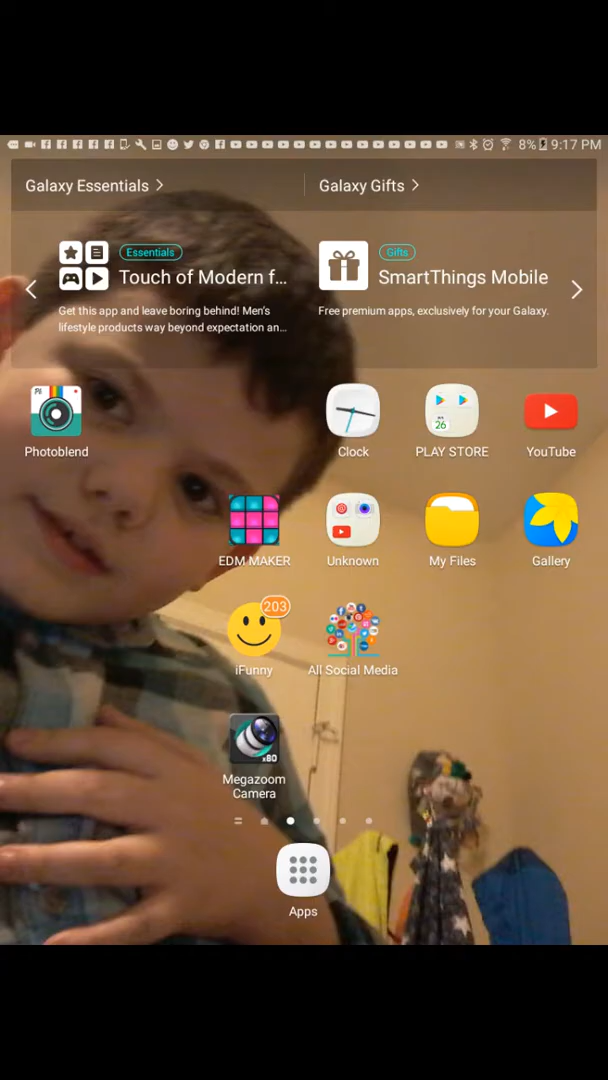 8% 9:17 PM
Galaxy Essentials >
Galaxy Gifts >
Essentials
Touch of Modern f...
Get this app and leave boring behind! Men's
lifestyle products way beyond expectation an...
Gifts
SmartThings Mobile
Free premium apps, exclusively for your Galaxy.
Photoblend
Clock
26
PLAY STORE
YouTube
EDM MAKER
Unknown
My Files
Gallery
203
iFunny
All Social Media
x80
Megazoom
Camera
Apps